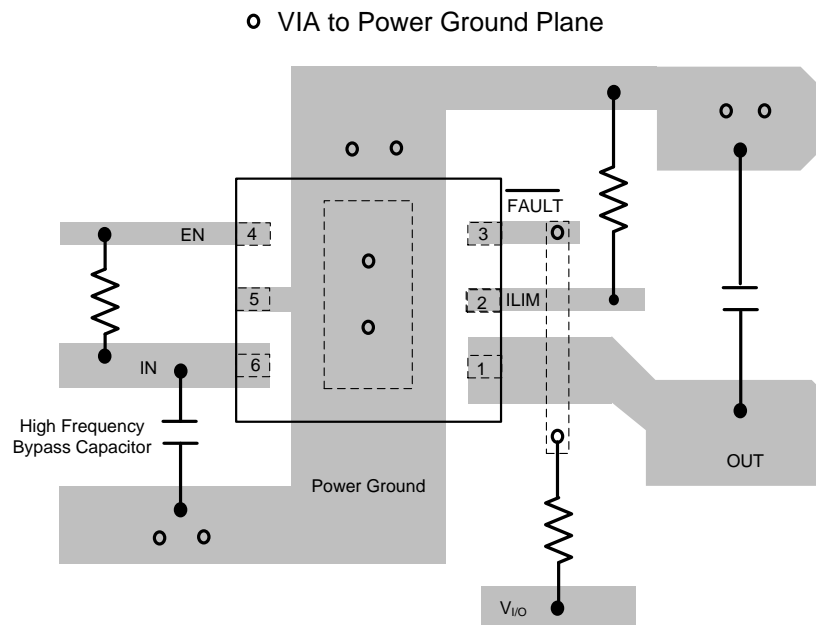 VIA to Power Ground Plane
FAULT
EN
4
3
5
2
ILIM
IN
6
1
High Frequency
Bypass Capacitor
OUT
Power Ground
VI/O